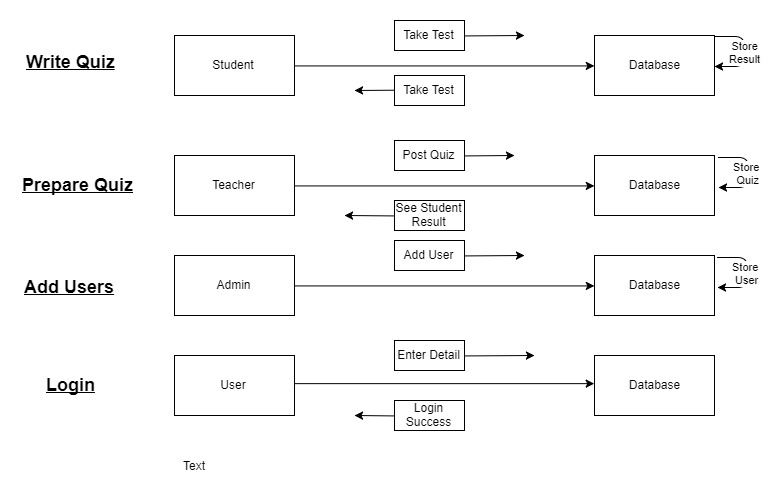 Take Test
Write Quiz
Student
Database
Store
Result
Take Test
Post Quiz
Prepare Quiz
Teacher
Database
Store
Quiz
See Student
Result
Add User
Add Users
Admin
Database
Store
User
Enter Detail
Login
User
Database
Login
Success
Text